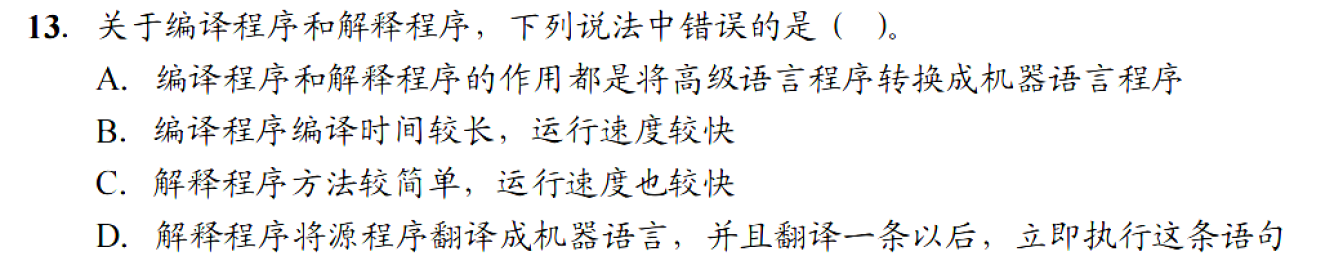 13. 关于编译程序和解释程序，下列说法中错误的是（ ）。
A. 编译程序和解释程序的作用都是将高级语言程序转换成机器语言程序
B. 编译程序编译时间较长，运行速度较快
C. 解释程序方法较简单，运行速度也较快
D. 解释程序将源程序翻译成机器语言，并且翻译一条以后，立即执行这条语句